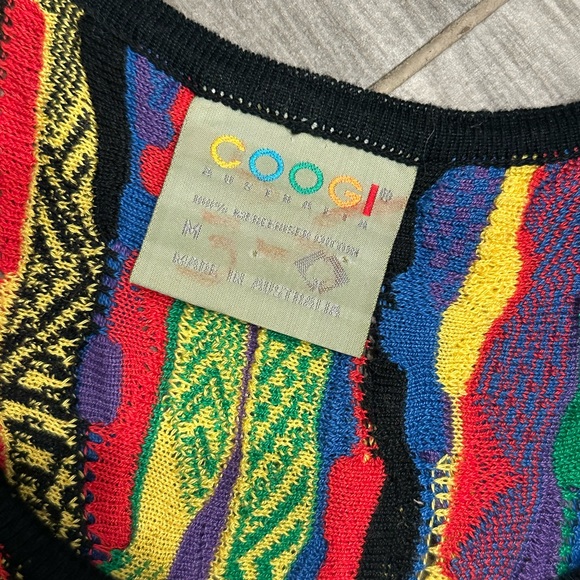 COOGI®
AUSTRALIA
100% MERCERISED COTTON
M
MADE IN AUSTRALIA